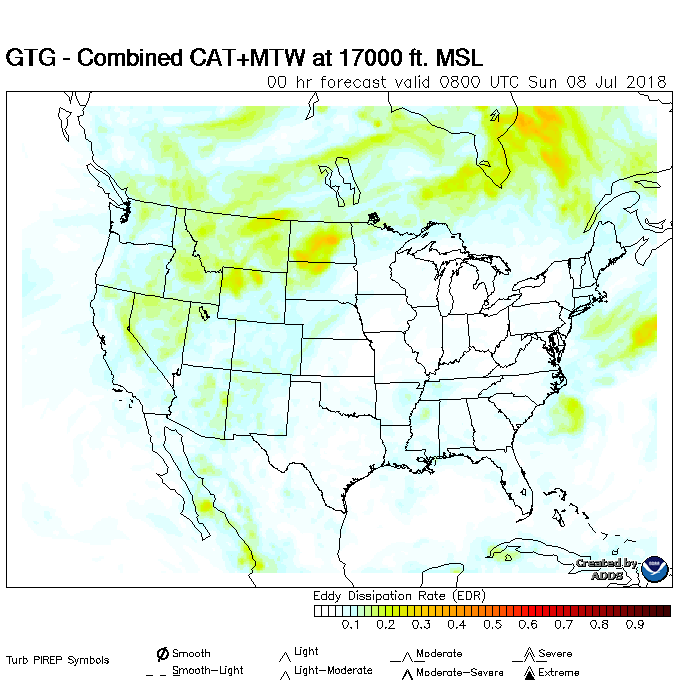 GTG - Combined CAT+MTW at 17000 ft. MSL
00 hr forecast valid 0800 UTC Sun 08 Jul 2018
Created by
ADDS
Eddy Dissipation Rate (EDR)
0.1 0.2 0.3 0.4 0.5 0.6 0.7 0.8 0.9
Turb PIREP Symbols
Smooth Light Moderate Severe
Smooth-Light Light-Moderate Moderate-Severe Extreme